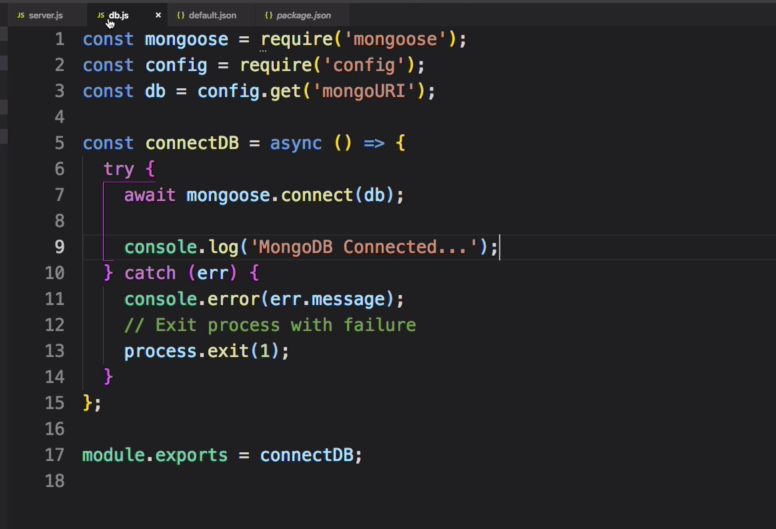 JS server.js JS db.js × {} default.json {} package.json
1 const mongoose = require('mongoose');
2 const config = require('config');
3 const db = config.get('mongoURI');
4
5 const connectDB = async () => {
6   try {
7     await mongoose.connect(db);
8
9     console.log('MongoDB Connected...');
10   } catch (err) {
11     console.error(err.message);
12     // Exit process with failure
13     process.exit(1);
14   }
15 };
16
17 module.exports = connectDB;
18